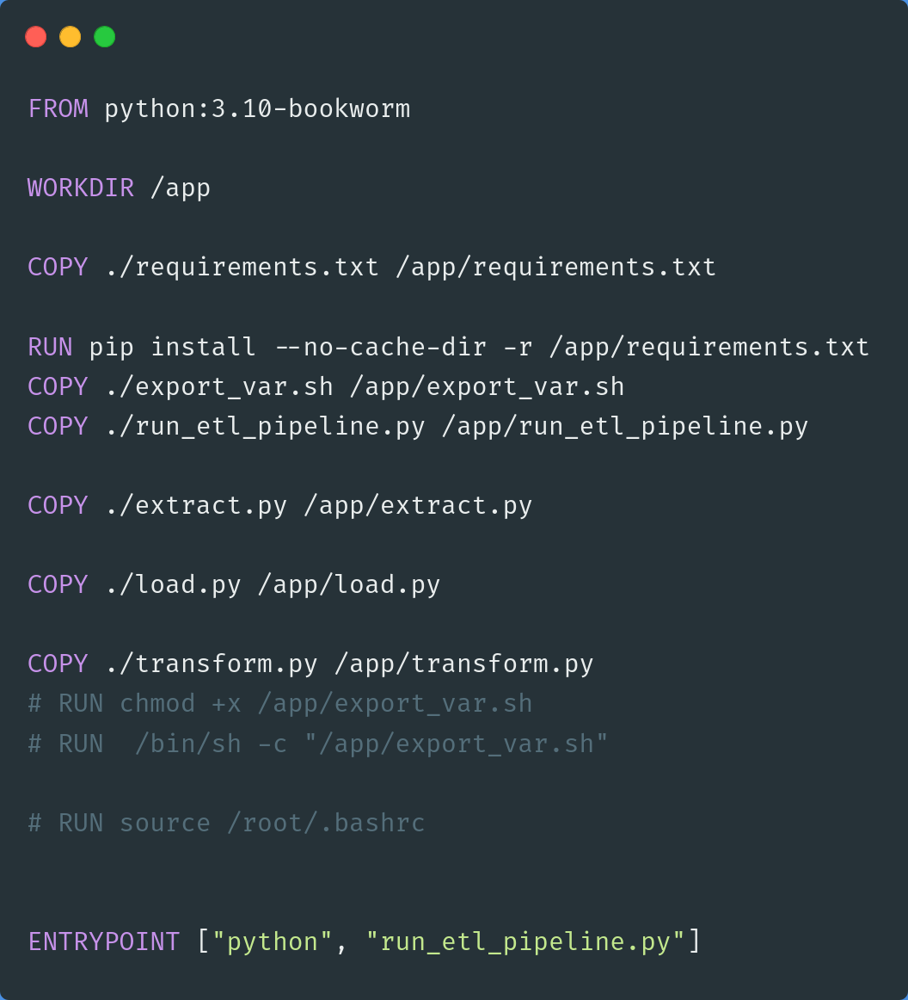 FROM python:3.10-bookworm
WORKDIR /app
COPY ./requirements.txt /app/requirements.txt
RUN pip install --no-cache-dir -r /app/requirements.txt
COPY ./export_var.sh /app/export_var.sh
COPY ./run_etl_pipeline.py /app/run_etl_pipeline.py
COPY ./extract.py /app/extract.py
COPY ./load.py /app/load.py
COPY ./transform.py /app/transform.py
# RUN chmod +x /app/export_var.sh
# RUN  /bin/sh -c "/app/export_var.sh"
# RUN source /root/.bashrc
ENTRYPOINT ["python", "run_etl_pipeline.py"]